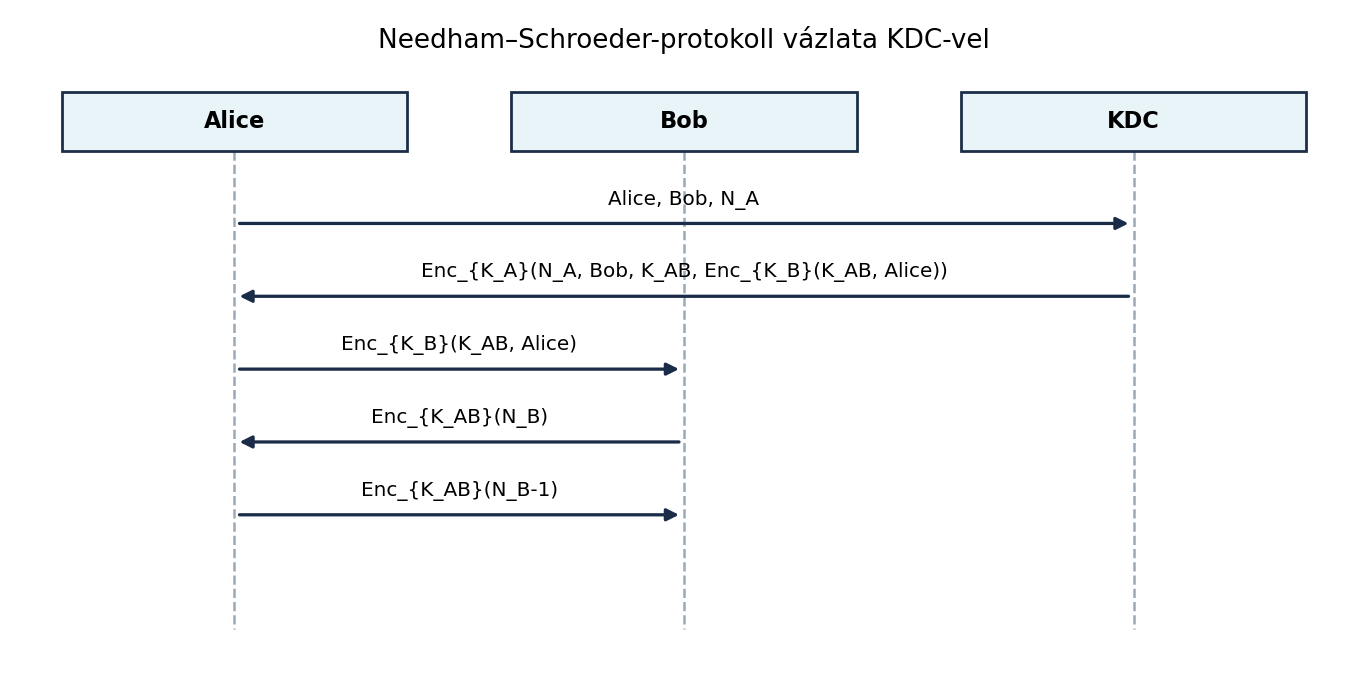 Needham–Schroeder-protokoll vázlata KDC-vel
Alice
Bob
KDC
Alice, Bob, N_A
Enc_{K_A}(N_A, Bob, K_AB, Enc_{K_B}(K_AB, Alice))
Enc_{K_B}(K_AB, Alice)
Enc_{K_AB}(N_B)
Enc_{K_AB}(N_B-1)